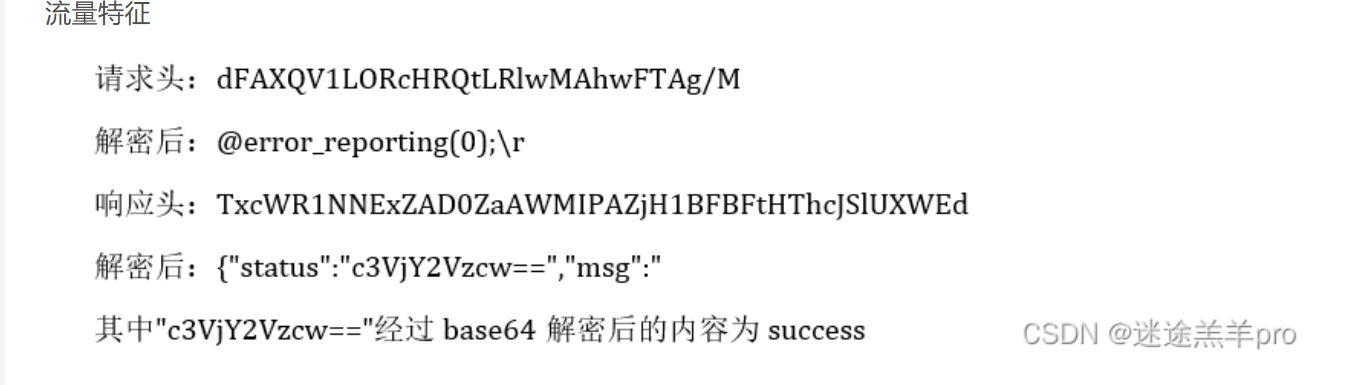 流量特征
请求头：dFAXQV1LORcHRQtLRlwMAhwFTAg/M
解密后：@error_reporting(0);\r
响应头：TxcWR1NNExZAD0ZaAWMIPAZjH1BFBFtHThcJSlUXWEd
解密后：{"status":"c3VjY2Vzcw==","msg":"
其中"c3VjY2Vzcw=="经过 base64 解密后的内容为 success
CSDN @迷途羔羊pro